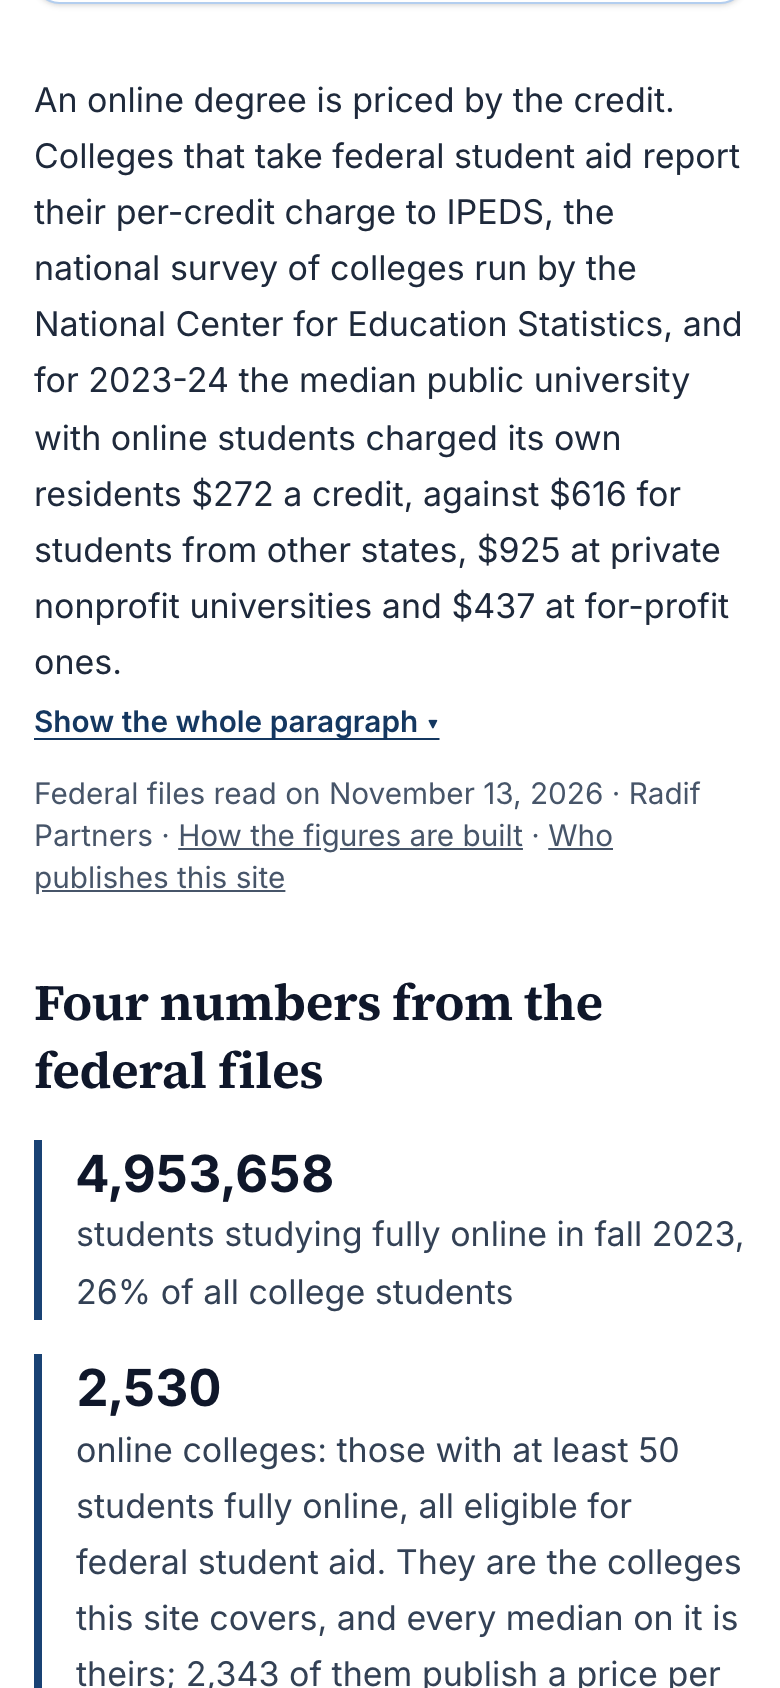 An online degree is priced by the credit.
Colleges that take federal student aid report
their per-credit charge to IPEDS, the
national survey of colleges run by the
National Center for Education Statistics, and
for 2023-24 the median public university
with online students charged its own
residents $272 a credit, against $616 for
students from other states, $925 at private
nonprofit universities and $437 at for-profit
ones.
Show the whole paragraph ▾
Federal files read on November 13, 2026 · Radif
Partners · How the figures are built · Who
publishes this site
Four numbers from the
federal files
4,953,658
students studying fully online in fall 2023,
26% of all college students
2,530
online colleges: those with at least 50
students fully online, all eligible for
federal student aid. They are the colleges
this site covers, and every median on it is
theirs; 2,343 of them publish a price per